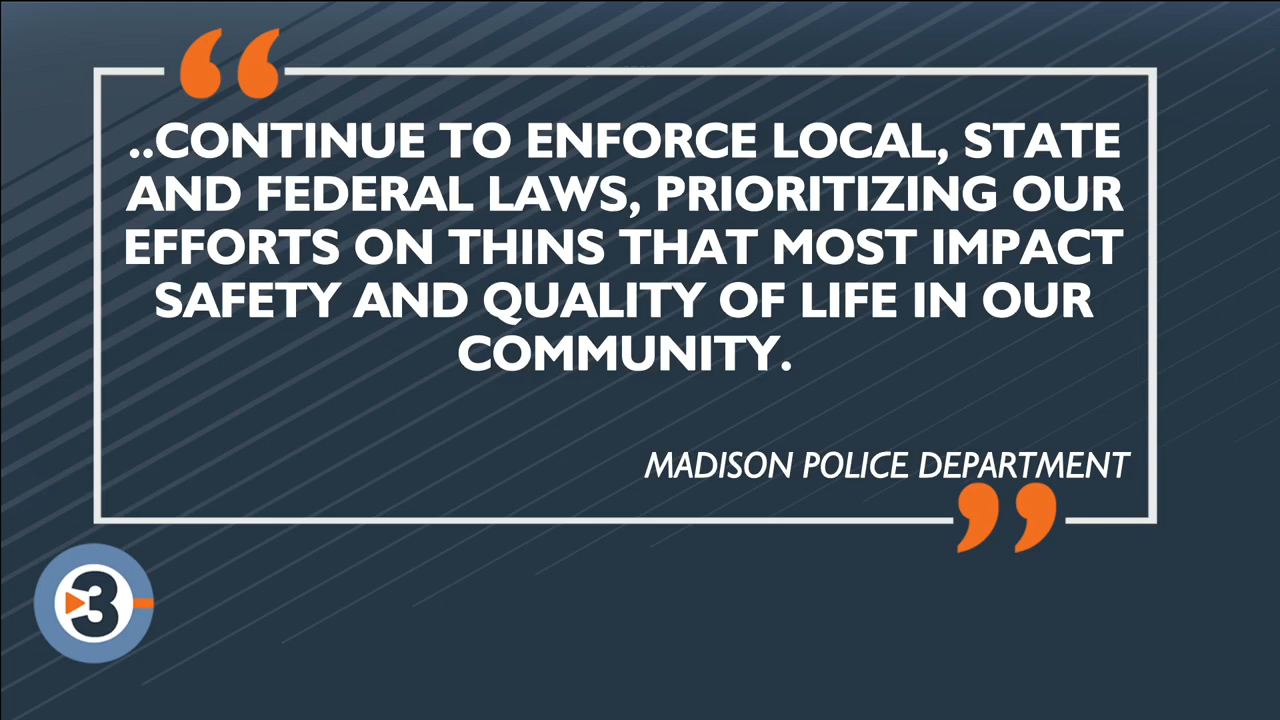 ..CONTINUE TO ENFORCE LOCAL, STATE
AND FEDERAL LAWS, PRIORITIZING OUR
EFFORTS ON THINS THAT MOST IMPACT
SAFETY AND QUALITY OF LIFE IN OUR
COMMUNITY.
MADISON POLICE DEPARTMENT
3